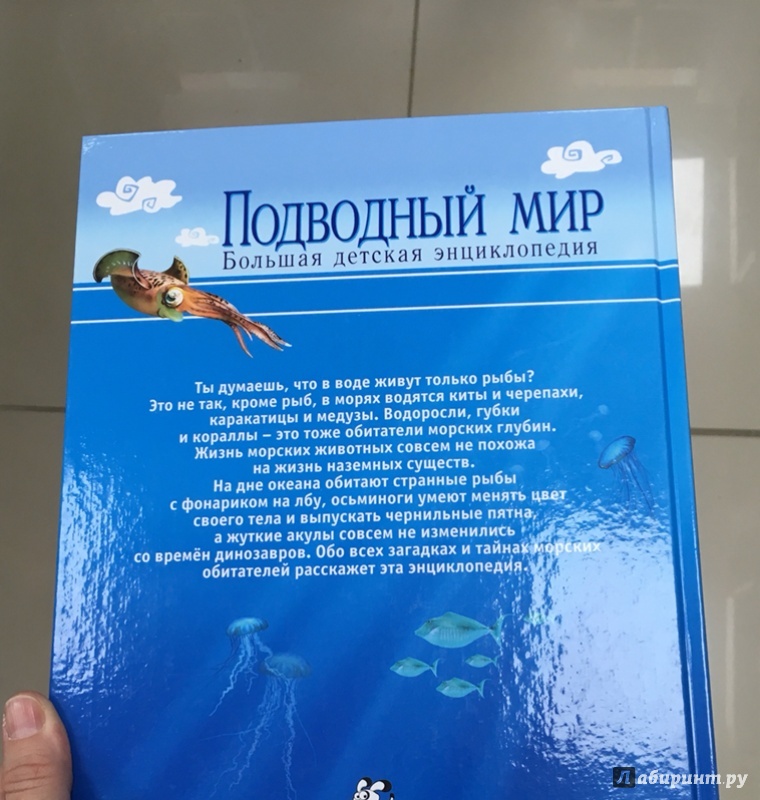 Подводный мир
Большая детская энциклопедия
Ты думаешь, что в воде живут только рыбы?
Это не так, кроме рыб, в морях водятся киты и черепахи,
каракатицы и медузы. Водоросли, губки
и кораллы – это тоже обитатели морских глубин.
Жизнь морских животных совсем не похожа
на жизнь наземных существ.
На дне океана обитают странные рыбы
с фонариком на лбу, осьминоги умеют менять цвет
своего тела и выпускать чернильные пятна,
а жуткие акулы совсем не изменились
со времён динозавров. Обо всех загадках и тайнах морских
обитателей расскажет эта энциклопедия.
Лабиринт.ру